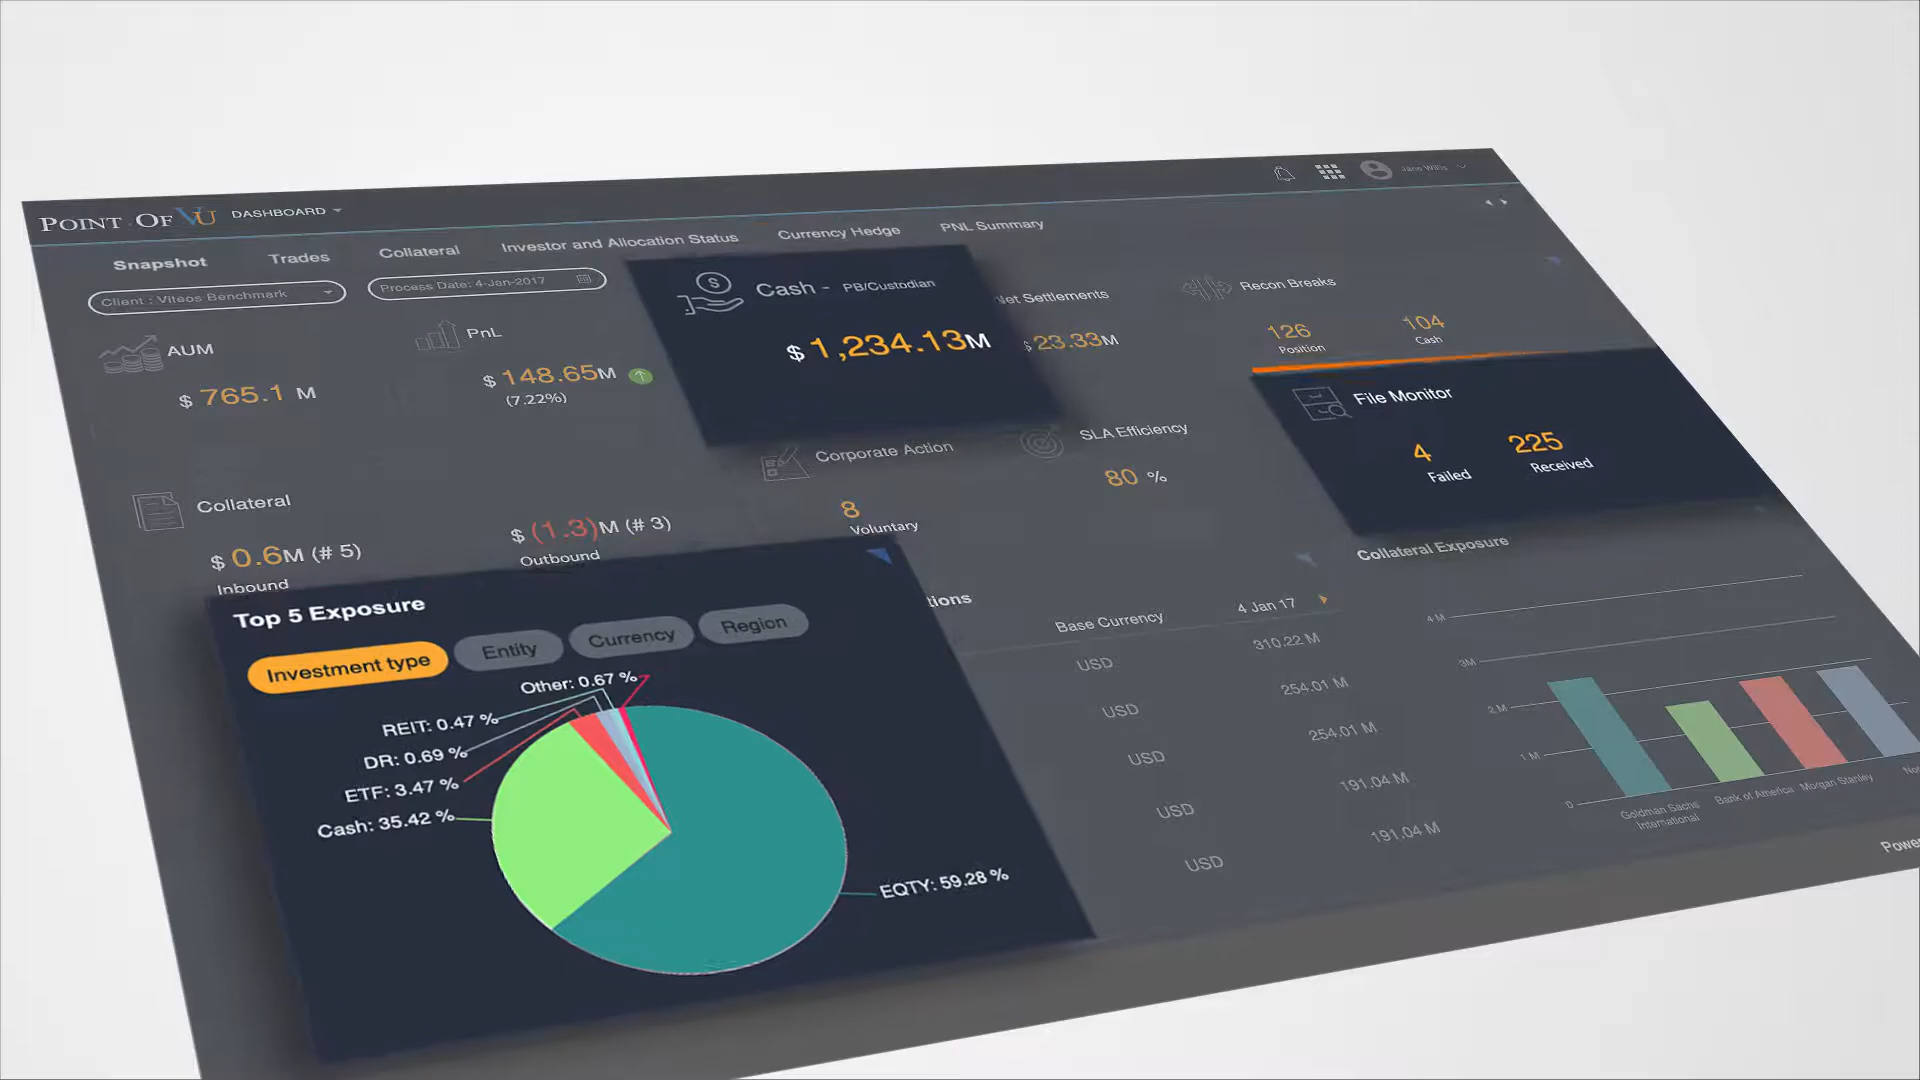 POINT OF VU DASHBOARD
Jane Willis
Snapshot Trades Collateral Investor and Allocation Status Currency Hedge PNL Summary
Client : Viteos Benchmark
Process Date: 4-Jan-2017
AUM
$ 765.1 M
PnL
$ 148.65M
(7.22%)
Cash - PB/Custodian
$ 1,234.13M
Net Settlements
$ 23.33M
Recon Breaks
126
Position
104
Cash
File Monitor
4
Failed
225
Received
Collateral
$ 0.6M (# 5)
Inbound
$ (1.3)M (# 3)
Outbound
Corporate Action
8
Voluntary
SLA Efficiency
80 %
Top 5 Exposure
Investment type Entity Currency Region
Other: 0.67 %
REIT: 0.47 %
DR: 0.69 %
ETF: 3.47 %
Cash: 35.42 %
EQTY: 59.28 %
tions
Base Currency 4 Jan 17
USD 310.22 M
USD 254.01 M
USD 254.01 M
USD 191.04 M
USD 191.04 M
Collateral Exposure
4 M
3M
2 M
1 M
0
Goldman Sachs International
Bank of America
Morgan Stanley
No
Powe